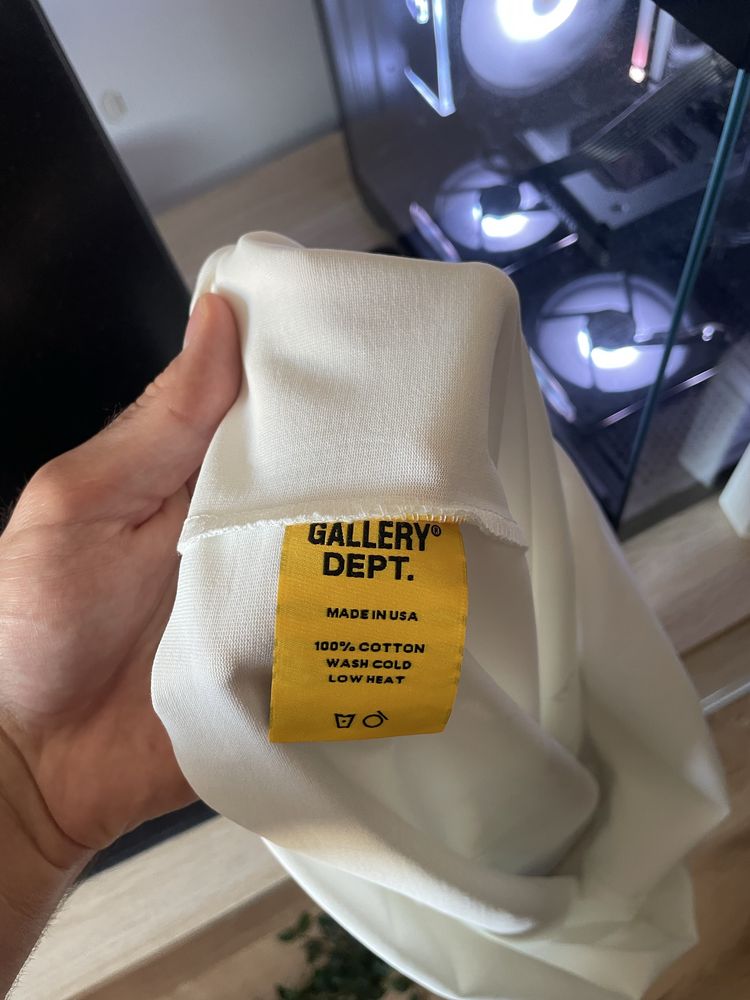 GALLERY®
DEPT.
MADE IN USA
100% COTTON
WASH COLD
LOW HEAT